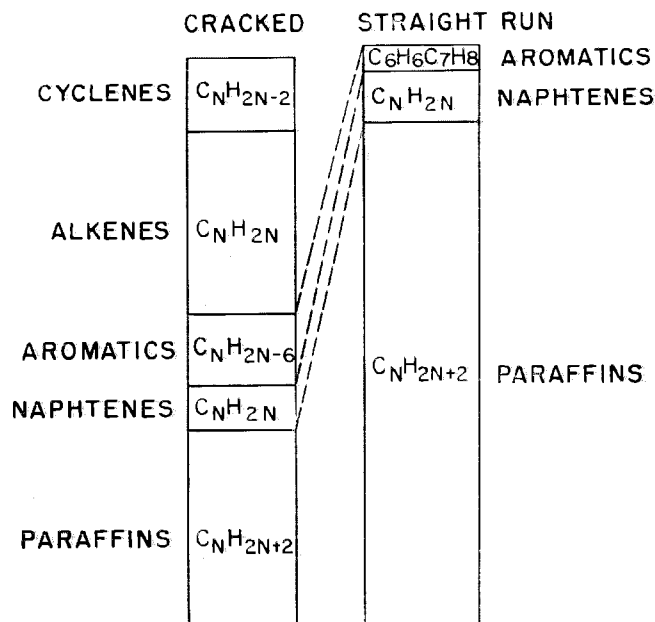 CRACKED
STRAIGHT RUN
C6H6C7H8 AROMATICS
CYCLENES CNH2N-2
CNH2N NAPHTENES
ALKENES CNH2N
AROMATICS CNH2N-6
CNH2N+2 PARAFFINS
NAPHTENES CNH2N
PARAFFINS CNH2N+2